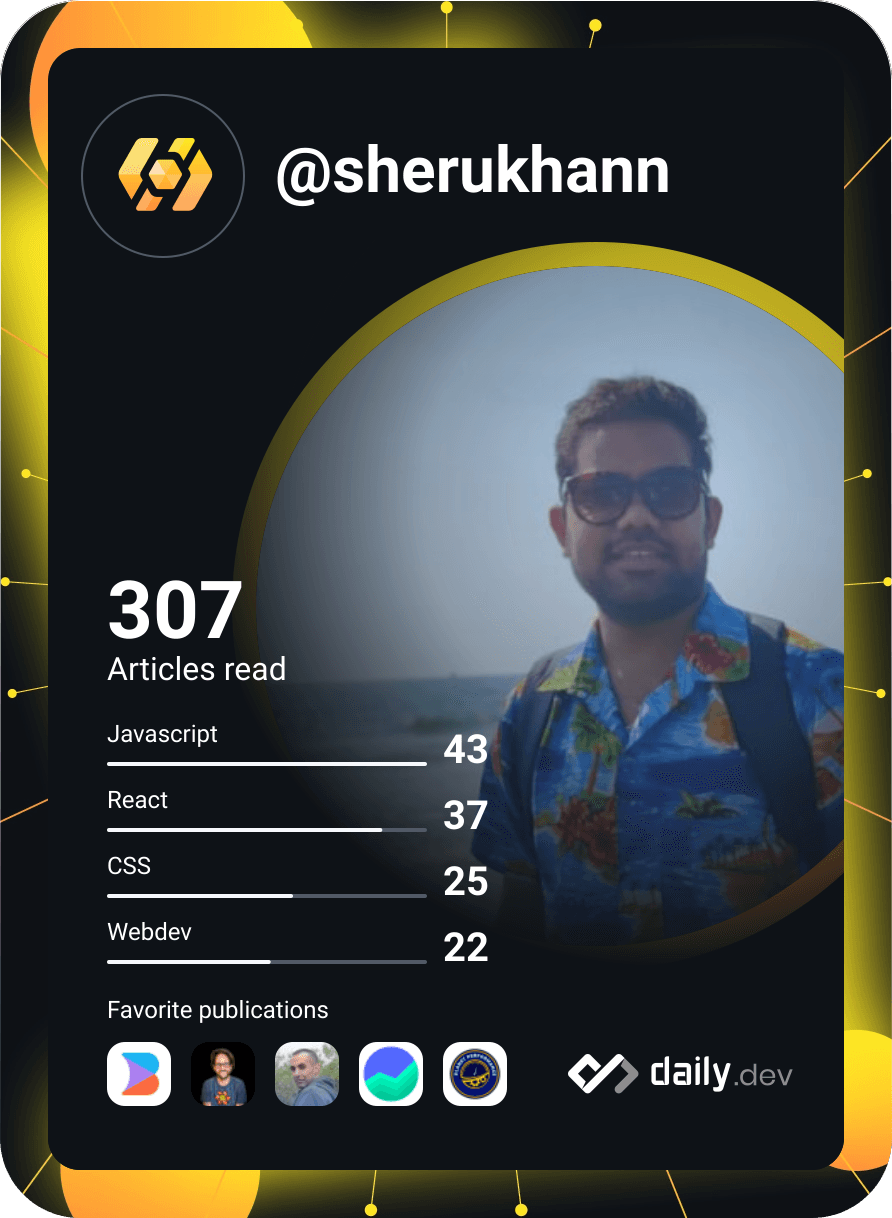 @sherukhann
307
Articles read
Javascript
43
React
37
CSS
25
Webdev
22
Favorite publications
daily.dev